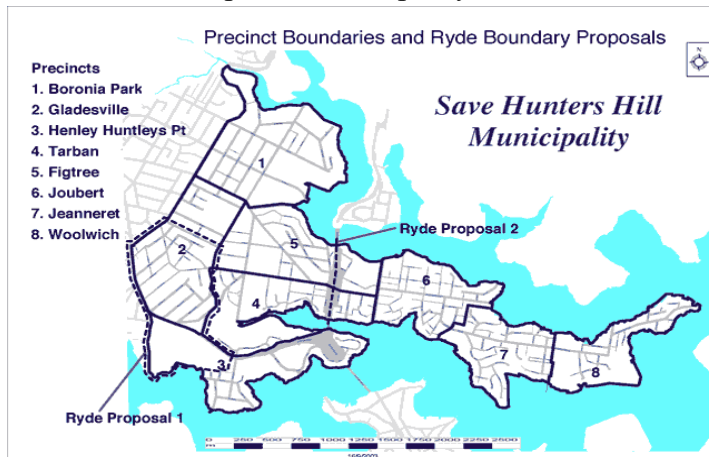 Precinct Boundaries and Ryde Boundary Proposals
N
Precincts
1. Boronia Park
2. Gladesville
3. Henley Huntleys Pt
4. Tarban
5. Figtree
6. Joubert
7. Jeanneret
8. Woolwich
Save Hunters Hill
Municipality
1
Ryde Proposal 2
2
5
6
4
7
3
8
Ryde Proposal 1
0 250 500 750 1000 1250 1500 1750 2000 2250 2500
m